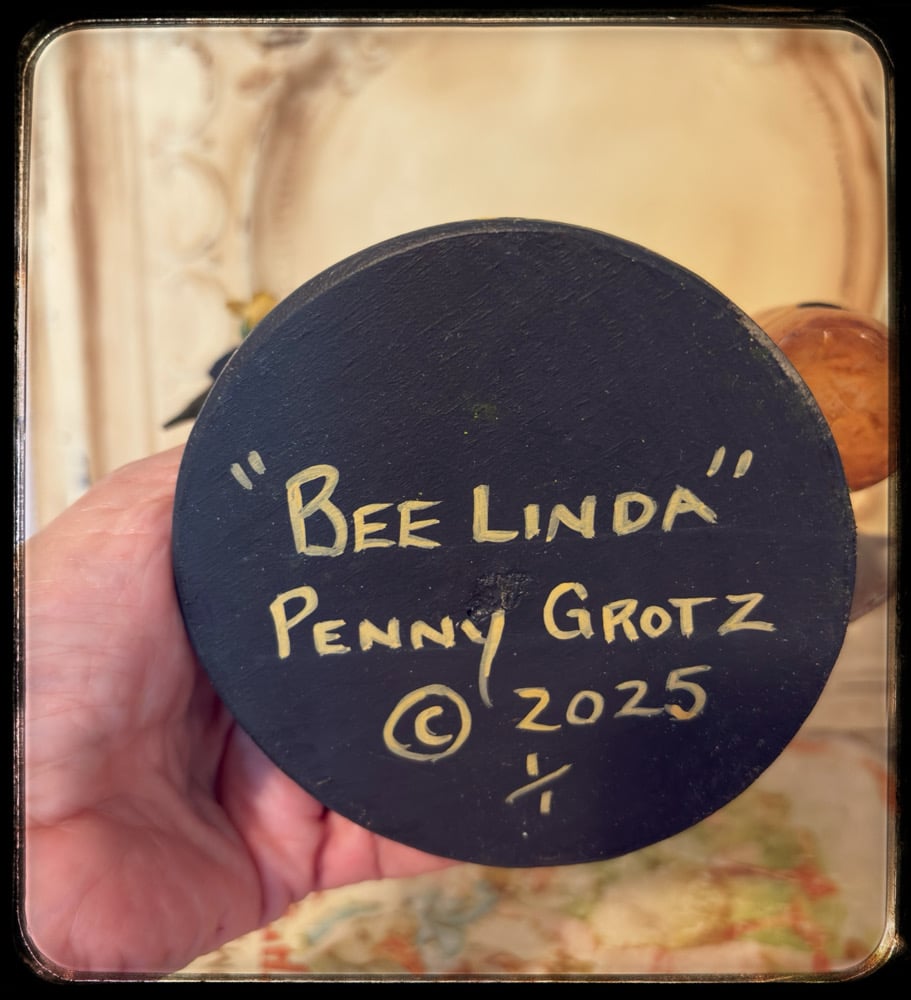 "BEE LINDA"
PENNY GROTZ
© 2025
1/1